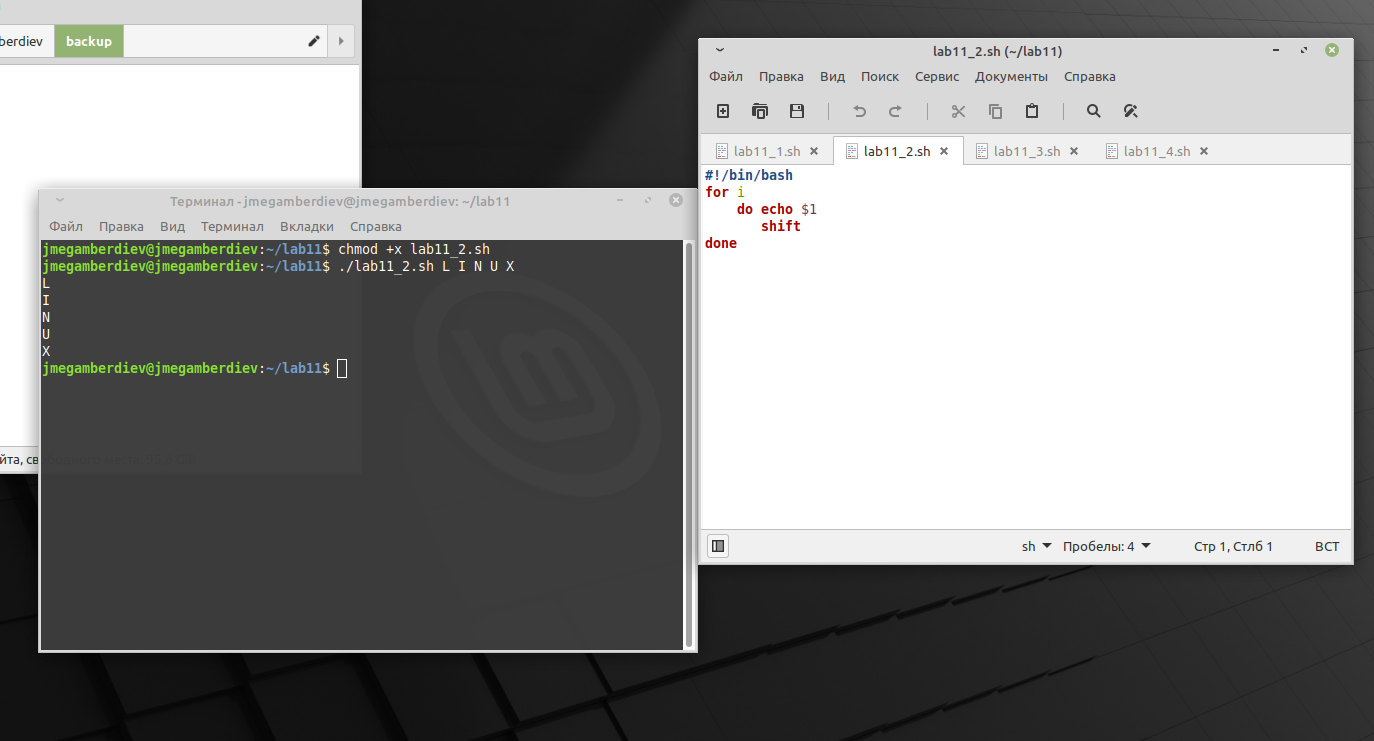 berdiev backup
йта, св
Терминал - jmegamberdiev@jmegamberdiev: ~/lab11
Файл Правка Вид Терминал Вкладки Справка
jmegamberdiev@jmegamberdiev:~/lab11$ chmod +x lab11_2.sh
jmegamberdiev@jmegamberdiev:~/lab11$ ./lab11_2.sh L I N U X
L
I
N
U
X
jmegamberdiev@jmegamberdiev:~/lab11$
lab11_2.sh (~/lab11)
Файл Правка Вид Поиск Сервис Документы Справка
lab11_1.sh lab11_2.sh lab11_3.sh lab11_4.sh
#!/bin/bash
for i
do echo $1
shift
done
sh Пробелы: 4 Стр 1, Стлб 1 ВСТ